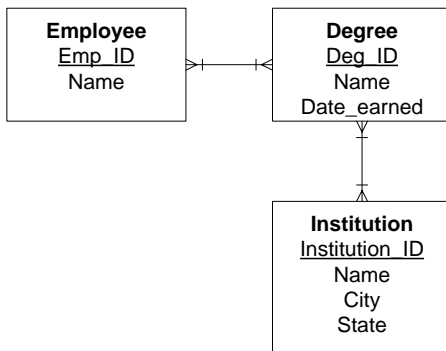 Employee
Emp_ID
Name
Degree
Deg_ID
Name
Date_earned
Institution
Institution_ID
Name
City
State